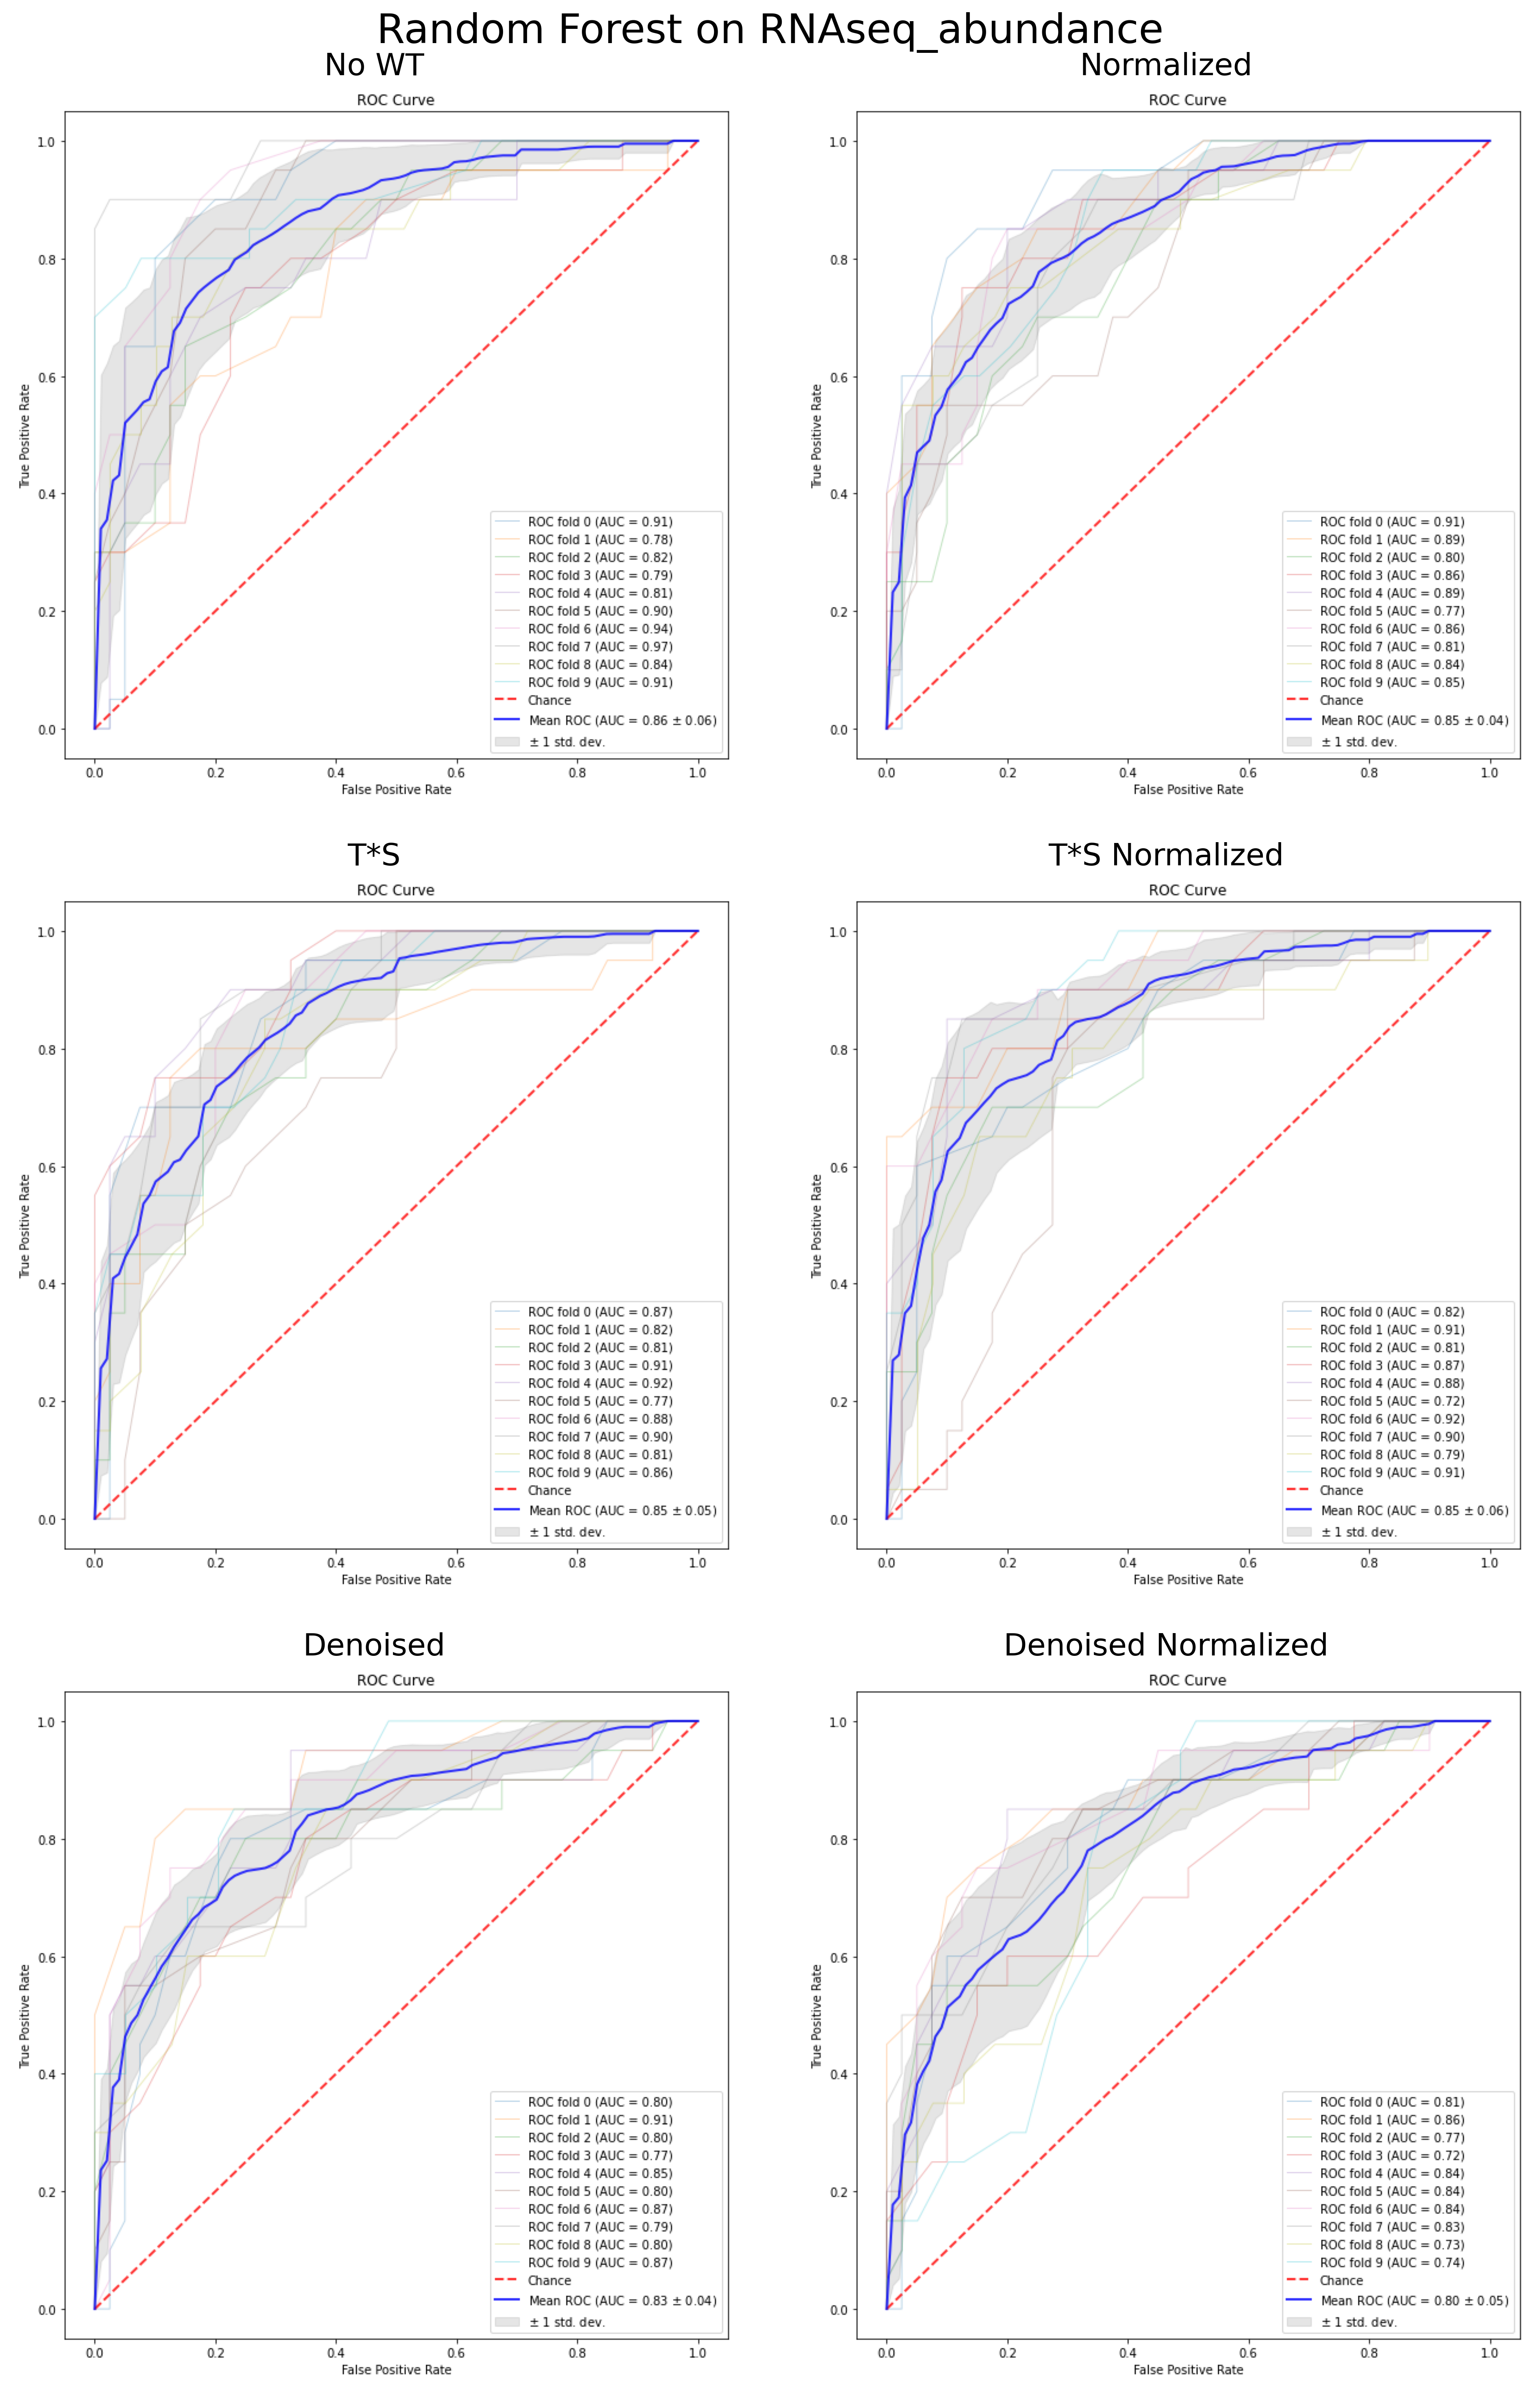 Random Forest on RNAseq_abundance
No WT
ROC Curve
True Positive Rate
1.0
0.8
0.6
0.4
0.2
0.0
ROC fold 0 (AUC = 0.91)
ROC fold 1 (AUC = 0.78)
ROC fold 2 (AUC = 0.82)
ROC fold 3 (AUC = 0.79)
ROC fold 4 (AUC = 0.81)
ROC fold 5 (AUC = 0.90)
ROC fold 6 (AUC = 0.94)
ROC fold 7 (AUC = 0.97)
ROC fold 8 (AUC = 0.84)
ROC fold 9 (AUC = 0.91)
Chance
Mean ROC (AUC = 0.86 ± 0.06)
± 1 std. dev.
0.0 0.2 0.4 0.6 0.8 1.0
False Positive Rate
Normalized
ROC Curve
True Positive Rate
1.0
0.8
0.6
0.4
0.2
0.0
ROC fold 0 (AUC = 0.91)
ROC fold 1 (AUC = 0.89)
ROC fold 2 (AUC = 0.80)
ROC fold 3 (AUC = 0.86)
ROC fold 4 (AUC = 0.89)
ROC fold 5 (AUC = 0.77)
ROC fold 6 (AUC = 0.86)
ROC fold 7 (AUC = 0.81)
ROC fold 8 (AUC = 0.84)
ROC fold 9 (AUC = 0.85)
Chance
Mean ROC (AUC = 0.85 ± 0.04)
± 1 std. dev.
0.0 0.2 0.4 0.6 0.8 1.0
False Positive Rate
T*S
ROC Curve
True Positive Rate
1.0
0.8
0.6
0.4
0.2
0.0
ROC fold 0 (AUC = 0.87)
ROC fold 1 (AUC = 0.82)
ROC fold 2 (AUC = 0.81)
ROC fold 3 (AUC = 0.91)
ROC fold 4 (AUC = 0.92)
ROC fold 5 (AUC = 0.77)
ROC fold 6 (AUC = 0.88)
ROC fold 7 (AUC = 0.90)
ROC fold 8 (AUC = 0.81)
ROC fold 9 (AUC = 0.86)
Chance
Mean ROC (AUC = 0.85 ± 0.05)
± 1 std. dev.
0.0 0.2 0.4 0.6 0.8 1.0
False Positive Rate
T*S Normalized
ROC Curve
True Positive Rate
1.0
0.8
0.6
0.4
0.2
0.0
ROC fold 0 (AUC = 0.82)
ROC fold 1 (AUC = 0.91)
ROC fold 2 (AUC = 0.81)
ROC fold 3 (AUC = 0.87)
ROC fold 4 (AUC = 0.88)
ROC fold 5 (AUC = 0.72)
ROC fold 6 (AUC = 0.92)
ROC fold 7 (AUC = 0.90)
ROC fold 8 (AUC = 0.79)
ROC fold 9 (AUC = 0.91)
Chance
Mean ROC (AUC = 0.85 ± 0.06)
± 1 std. dev.
0.0 0.2 0.4 0.6 0.8 1.0
False Positive Rate
Denoised
ROC Curve
True Positive Rate
1.0
0.8
0.6
0.4
0.2
0.0
ROC fold 0 (AUC = 0.80)
ROC fold 1 (AUC = 0.91)
ROC fold 2 (AUC = 0.80)
ROC fold 3 (AUC = 0.77)
ROC fold 4 (AUC = 0.85)
ROC fold 5 (AUC = 0.80)
ROC fold 6 (AUC = 0.87)
ROC fold 7 (AUC = 0.79)
ROC fold 8 (AUC = 0.80)
ROC fold 9 (AUC = 0.87)
Chance
Mean ROC (AUC = 0.83 ± 0.04)
± 1 std. dev.
0.0 0.2 0.4 0.6 0.8 1.0
False Positive Rate
Denoised Normalized
ROC Curve
True Positive Rate
1.0
0.8
0.6
0.4
0.2
0.0
ROC fold 0 (AUC = 0.81)
ROC fold 1 (AUC = 0.86)
ROC fold 2 (AUC = 0.77)
ROC fold 3 (AUC = 0.72)
ROC fold 4 (AUC = 0.84)
ROC fold 5 (AUC = 0.84)
ROC fold 6 (AUC = 0.84)
ROC fold 7 (AUC = 0.83)
ROC fold 8 (AUC = 0.73)
ROC fold 9 (AUC = 0.74)
Chance
Mean ROC (AUC = 0.80 ± 0.05)
± 1 std. dev.
0.0 0.2 0.4 0.6 0.8 1.0
False Positive Rate